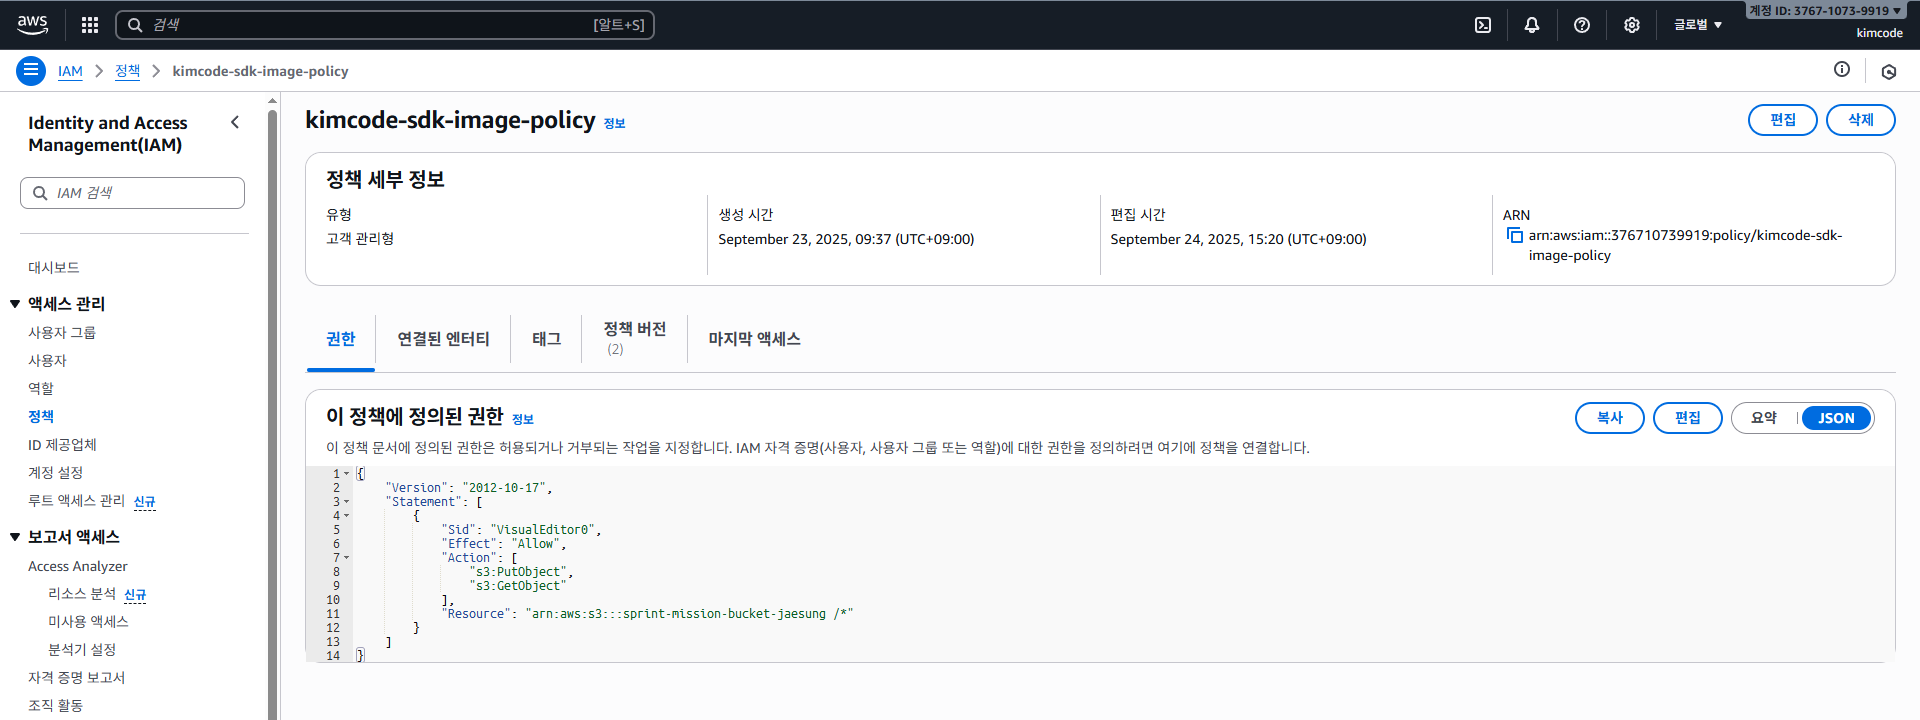 aws
검색
[알트+S]
글로벌 ▼
계정 ID: 3767-1073-9919 ▼
kimcode
IAM > 정책 > kimcode-sdk-image-policy
Identity and Access
Management(IAM)
IAM 검색
대시보드
▼ 액세스 관리
사용자 그룹
사용자
역할
정책
ID 제공업체
계정 설정
루트 액세스 관리 신규
▼ 보고서 액세스
Access Analyzer
리소스 분석 신규
미사용 액세스
분석기 설정
자격 증명 보고서
조직 활동
kimcode-sdk-image-policy 정보
편집
삭제
정책 세부 정보
유형
고객 관리형
생성 시간
September 23, 2025, 09:37 (UTC+09:00)
편집 시간
September 24, 2025, 15:20 (UTC+09:00)
ARN
arn:aws:iam::376710739919:policy/kimcode-sdk-
image-policy
권한
연결된 엔터티
태그
정책 버전
(2)
마지막 액세스
이 정책에 정의된 권한 정보
복사
편집
요약
JSON
이 정책 문서에 정의된 권한은 허용되거나 거부되는 작업을 지정합니다. IAM 자격 증명(사용자, 사용자 그룹 또는 역할)에 대한 권한을 정의하려면 여기에 정책을 연결합니다.
1 {
2 "Version": "2012-10-17",
3 "Statement": [
4 {
5 "Sid": "VisualEditor0",
6 "Effect": "Allow",
7 "Action": [
8 "s3:PutObject",
9 "s3:GetObject"
10 ],
11 "Resource": "arn:aws:s3:::sprint-mission-bucket-jaesung /*"
12 }
13 ]
14 }